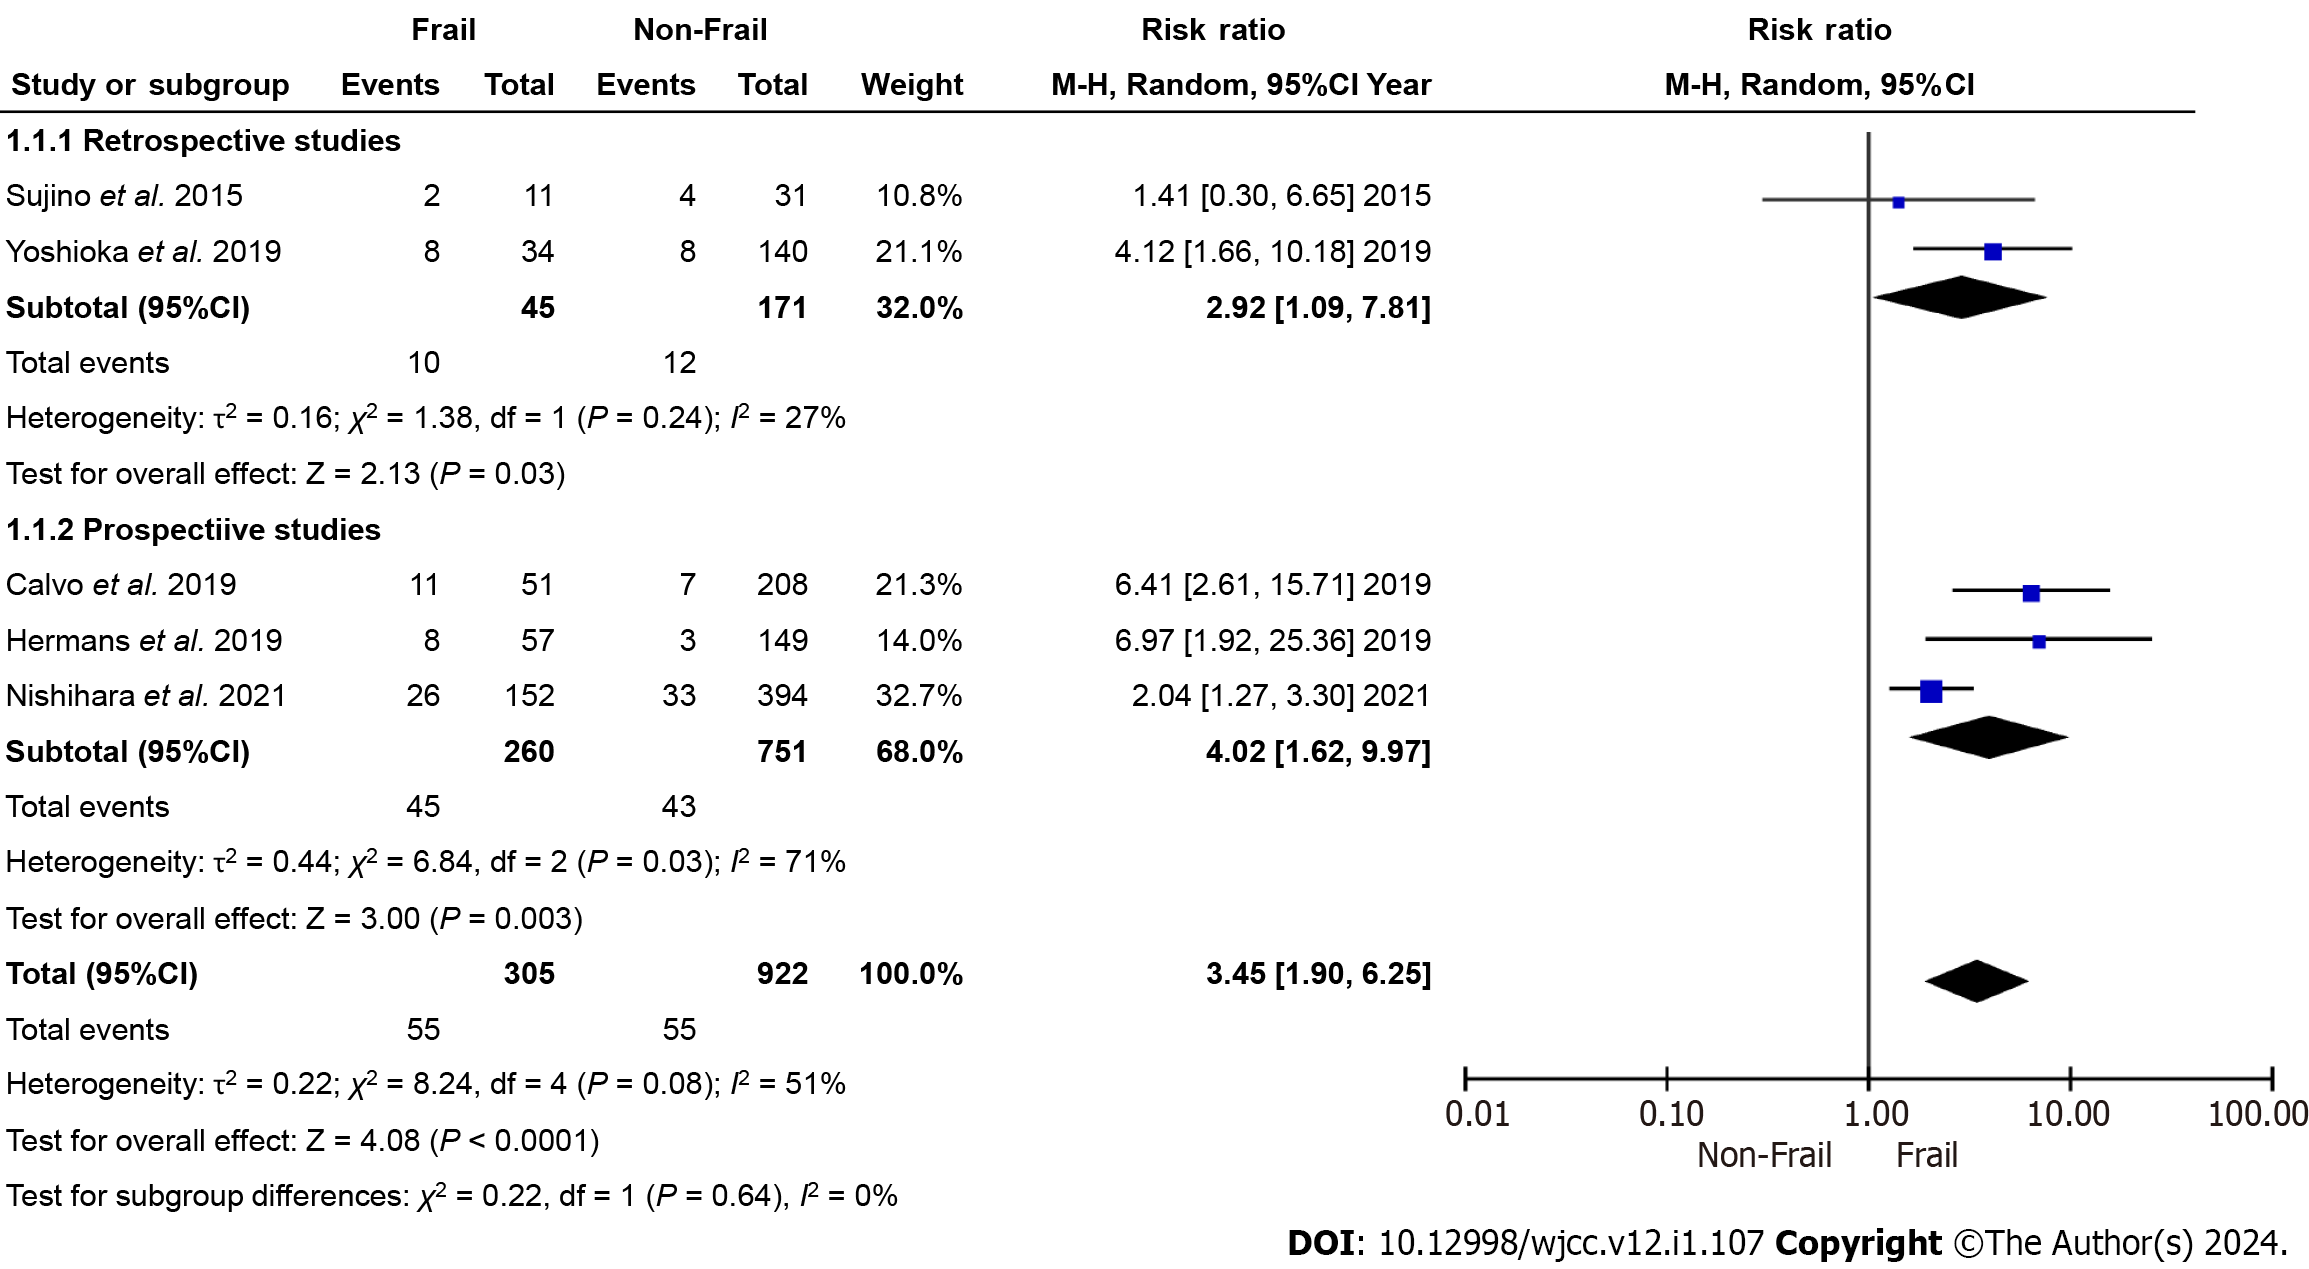 Frail Non-Frail Risk ratio Risk ratio
Study or subgroup Events Total Events Total Weight M-H, Random, 95%CI Year M-H, Random, 95%CI
1.1.1 Retrospective studies
Sujino et al. 2015 2 11 4 31 10.8% 1.41 [0.30, 6.65] 2015
Yoshioka et al. 2019 8 34 8 140 21.1% 4.12 [1.66, 10.18] 2019
Subtotal (95%CI) 45 171 32.0% 2.92 [1.09, 7.81]
Total events 10 12
Heterogeneity: τ² = 0.16; χ² = 1.38, df = 1 (P = 0.24); I² = 27%
Test for overall effect: Z = 2.13 (P = 0.03)
1.1.2 Prospectiive studies
Calvo et al. 2019 11 51 7 208 21.3% 6.41 [2.61, 15.71] 2019
Hermans et al. 2019 8 57 3 149 14.0% 6.97 [1.92, 25.36] 2019
Nishihara et al. 2021 26 152 33 394 32.7% 2.04 [1.27, 3.30] 2021
Subtotal (95%CI) 260 751 68.0% 4.02 [1.62, 9.97]
Total events 45 43
Heterogeneity: τ² = 0.44; χ² = 6.84, df = 2 (P = 0.03); I² = 71%
Test for overall effect: Z = 3.00 (P = 0.003)
Total (95%CI) 305 922 100.0% 3.45 [1.90, 6.25]
Total events 55 55
Heterogeneity: τ² = 0.22; χ² = 8.24, df = 4 (P = 0.08); I² = 51%
Test for overall effect: Z = 4.08 (P < 0.0001)
Test for subgroup differences: χ² = 0.22, df = 1 (P = 0.64), I² = 0%
0.01 0.10 1.00 10.00 100.00
Non-Frail Frail
DOI: 10.12998/wjcc.v12.i1.107 Copyright ©The Author(s) 2024.